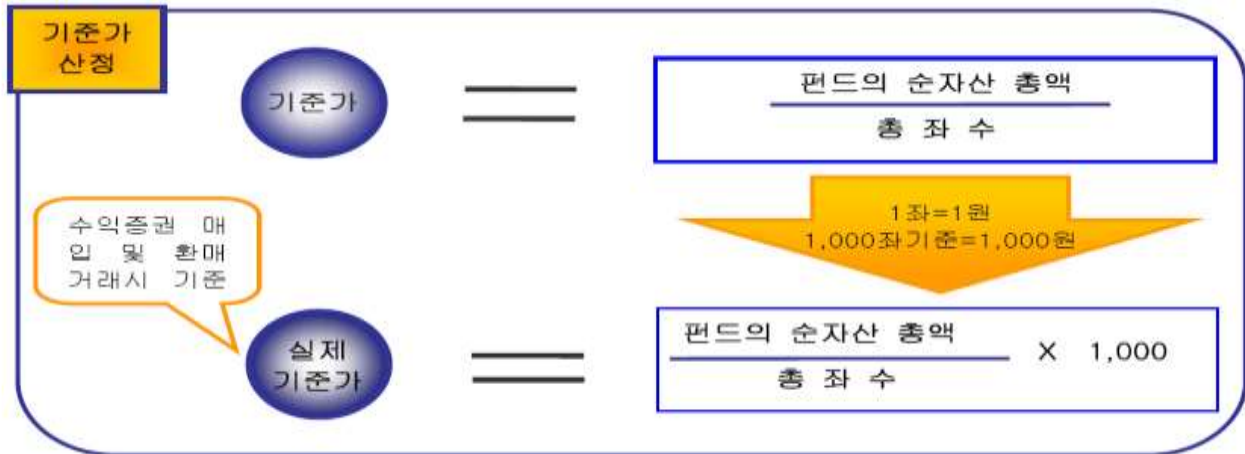 기준가
산정
기준가
펀드의 순자산 총액
총 좌 수
1좌=1원
1,000좌기준=1,000원
수익증권 매
입 및 환매
거래시 기준
실제
기준가
펀드의 순자산 총액
총 좌 수
X 1,000